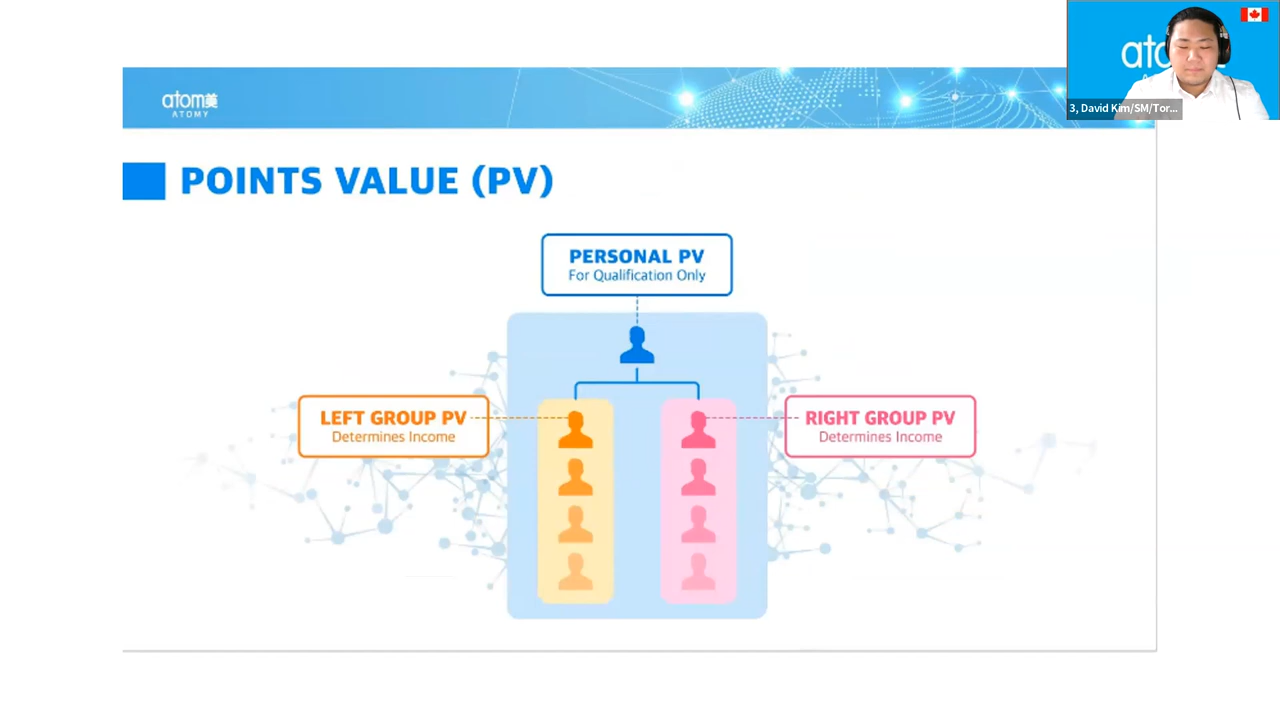 atom美
ATOMY
3, David Kim/SM/Tor...
POINTS VALUE (PV)
PERSONAL PV
For Qualification Only
LEFT GROUP PV
Determines Income
RIGHT GROUP PV
Determines Income